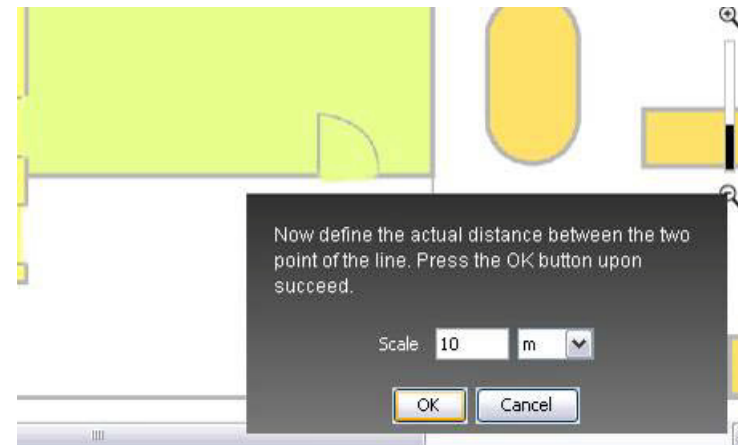 Now define the actual distance between the two
point of the line. Press the OK button upon
succeed.
Scale 10 m
OK Cancel